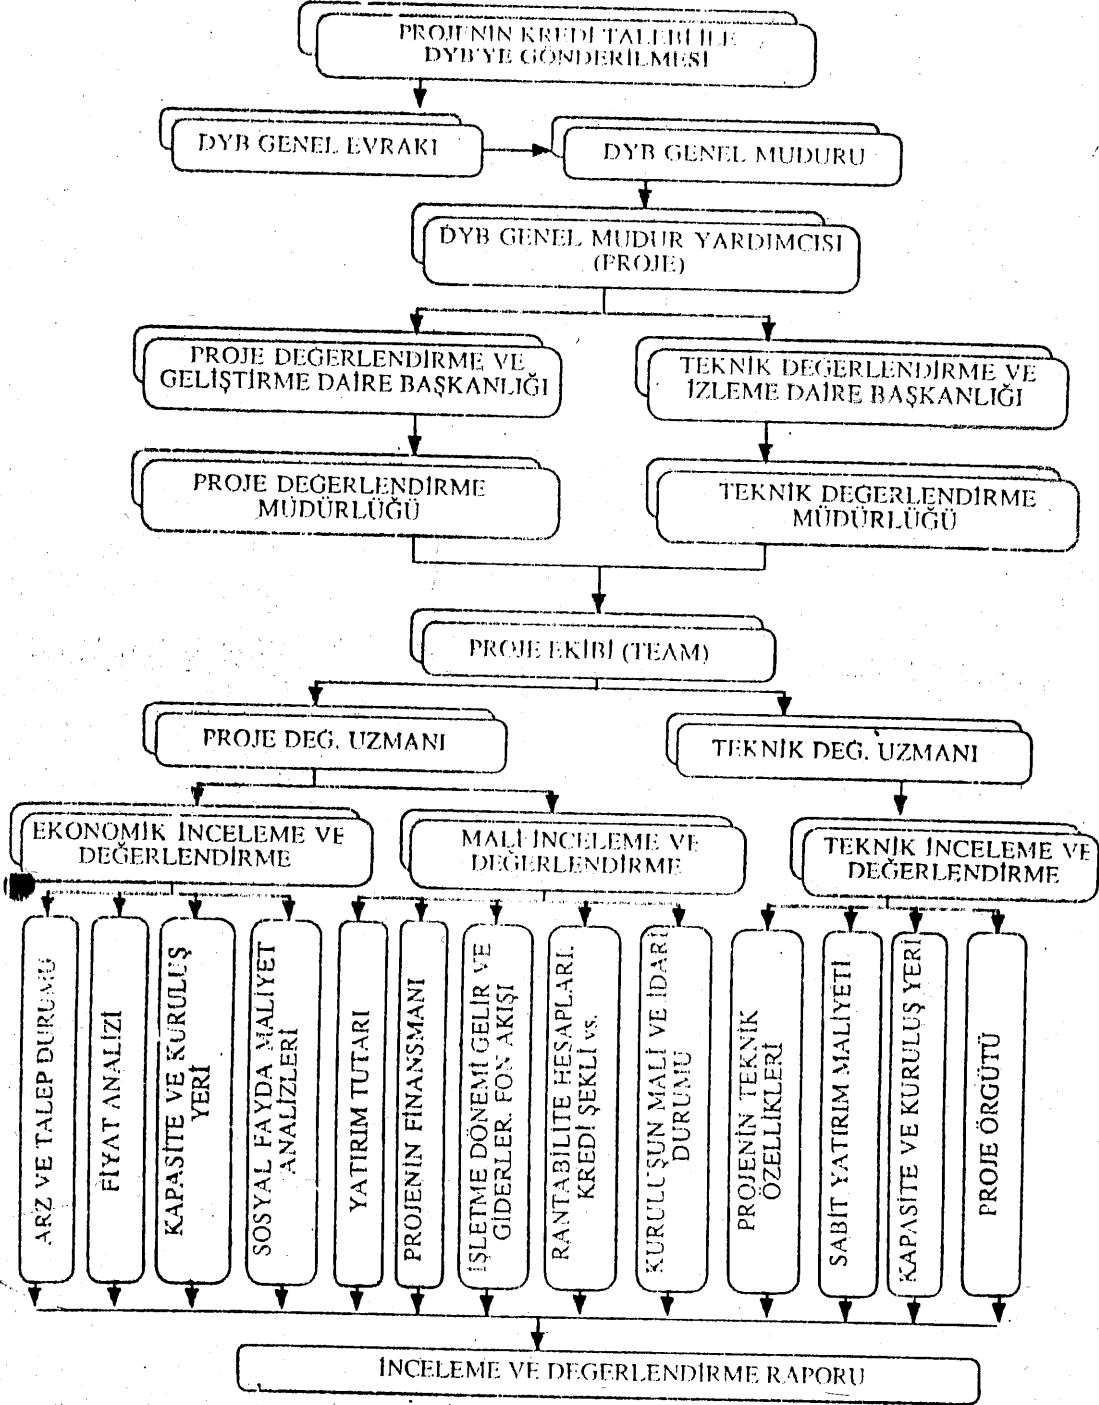 PROJENİN KREDİ TALEBİ İLE
DYB'YE GÖNDERİLMESİ
DYB GENEL EVRAKI
DYB GENEL MUDURU
DYB GENEL MUDUR YARDIMCISI
(PROJE)
PROJE DEĞERLENDİRME VE
GELİŞTİRME DAİRE BAŞKANLIĞI
TEKNİK DEĞERLENDİRME VE
İZLEME DAİRE BAŞKANLIĞI
PROJE DEĞERLENDİRME
MÜDÜRLÜĞÜ
TEKNİK DEĞERLENDİRME
MÜDÜRLÜĞÜ
PROJE EKİBİ (TEAM)
PROJE DEĞ. UZMANI
TEKNİK DEĞ. UZMANI
EKONOMİK İNCELEME VE
DEĞERLENDİRME
MALİ İNCELEME VE
DEĞERLENDİRME
TEKNİK İNCELEME VE
DEĞERLENDİRME
ARZ VE TALEP DURUMU
FİYAT ANALİZİ
KAPASİTE VE KURULUŞ
YERİ
SOSYAL FAYDA MALİYET
ANALİZLERİ
YATIRIM TUTARI
PROJENİN FİNANSMANI
İŞLETME DÖNEMİ GELİR VE
GİDERLER. FON AKIŞI
RANTABİLİTE HESAPLARI.
KREDİ ŞEKLİ vs.
KURULUŞUN MALİ VE İDARİ
DURUMU
PROJENİN TEKNİK
ÖZELLİKLERİ
SABİT YATIRIM MALİYETİ
KAPASİTE VE KURULUŞ YERİ
PROJE ÖRGÜTÜ
İNCELEME VE DEGERLENDİRME RAPORU